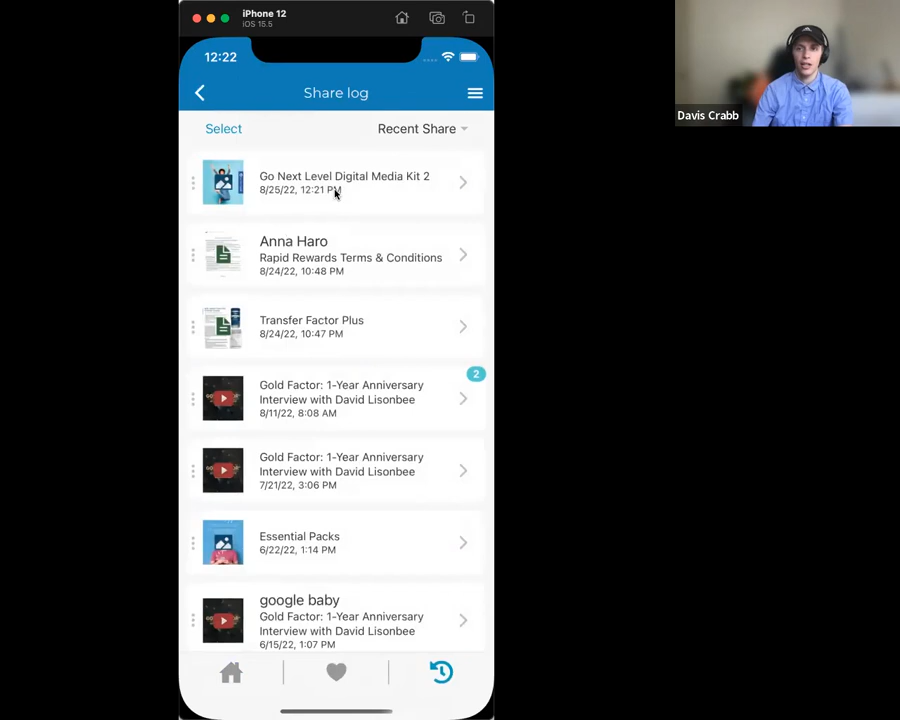 iPhone 12
iOS 15.5
12:22
Share log
Select
Recent Share
Go Next Level Digital Media Kit 2
8/25/22, 12:21 PM
Anna Haro
Rapid Rewards Terms & Conditions
8/24/22, 10:48 PM
Transfer Factor Plus
8/24/22, 10:47 PM
2
Gold Factor: 1-Year Anniversary
Interview with David Lisonbee
8/11/22, 8:08 AM
Gold Factor: 1-Year Anniversary
Interview with David Lisonbee
7/21/22, 3:06 PM
Essential Packs
6/22/22, 1:14 PM
google baby
Gold Factor: 1-Year Anniversary
Interview with David Lisonbee
6/15/22, 1:07 PM
Davis Crabb